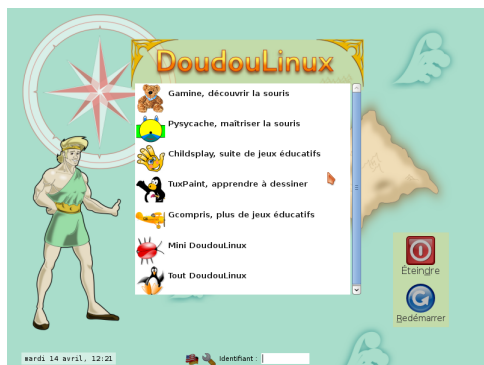 DoudouLinux
Gamine, découvrir la souris
Pysycache, maîtriser la souris
Childsplay, suite de jeux éducatifs
TuxPaint, apprendre à dessiner
Gcompris, plus de jeux éducatifs
Mini DoudouLinux
Tout DoudouLinux
Éteindre
Redémarrer
mardi 14 avril, 12:21
Identifiant :